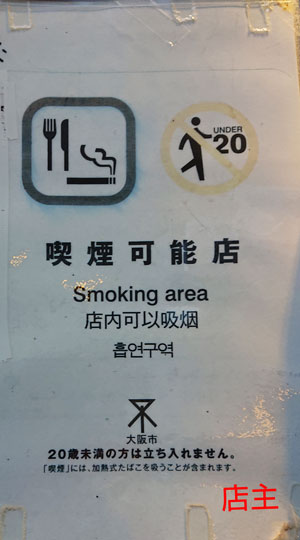 UNDER
20
喫煙可能店
Smoking area
店内可以吸烟
흡연구역
大阪市
20歳未満の方は立ち入れません。
「喫煙」には、加熱式たばこを吸うことが含まれます。
店主